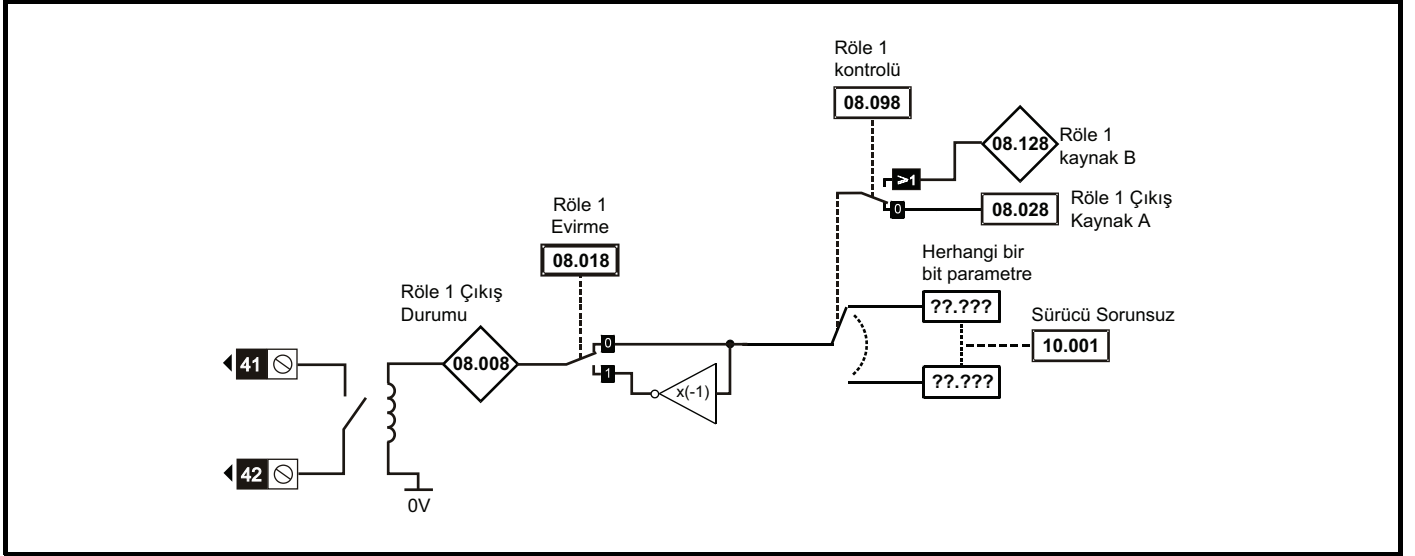 Röle 1
kontrolü
08.098
08.128
Röle 1
kaynak B
>1
0
08.028
Röle 1 Çıkış
Kaynak A
Röle 1
Evirme
08.018
Herhangi bir
bit parametre
??.???
Sürücü Sorunsuz
10.001
??.???
Röle 1 Çıkış
Durumu
08.008
0
1
x(-1)
41
42
0V